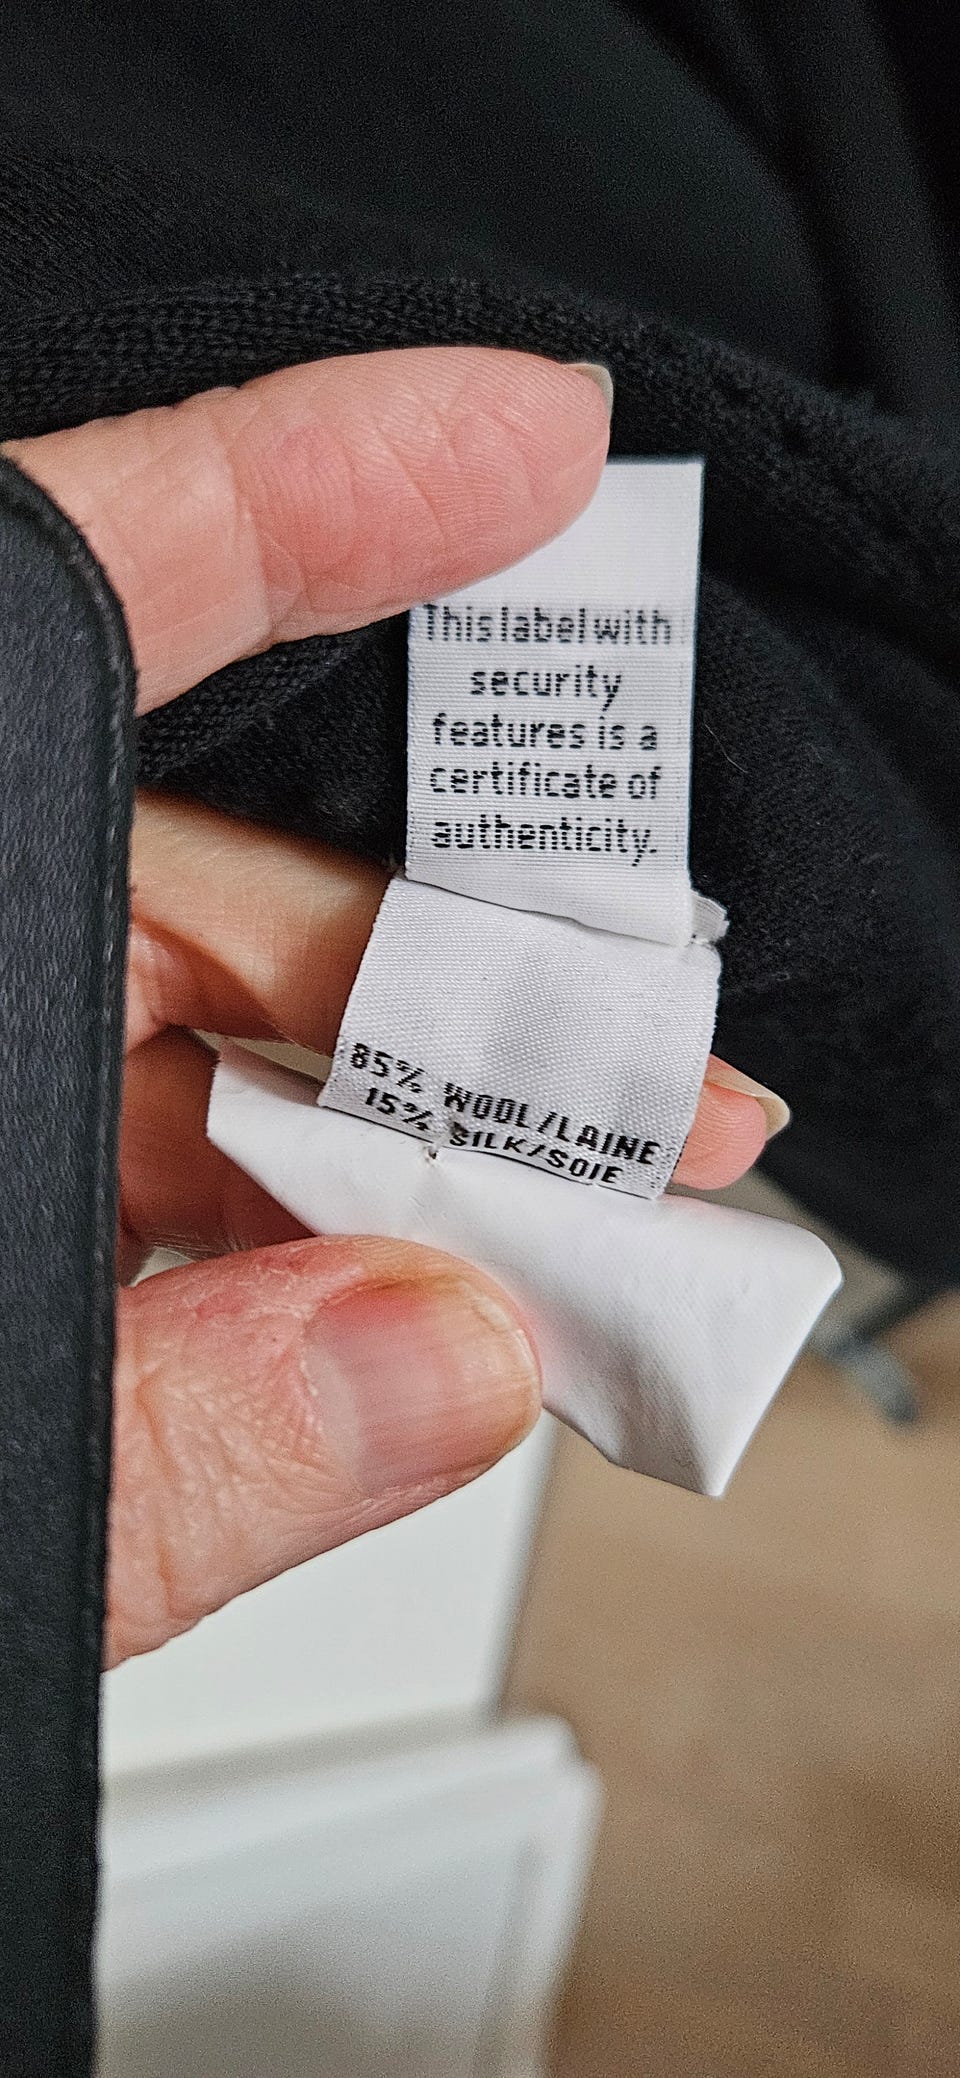 This label with
security
features is a
certificate of
authenticity.
85% WOOL/LAINE
15% SILK/SOIE